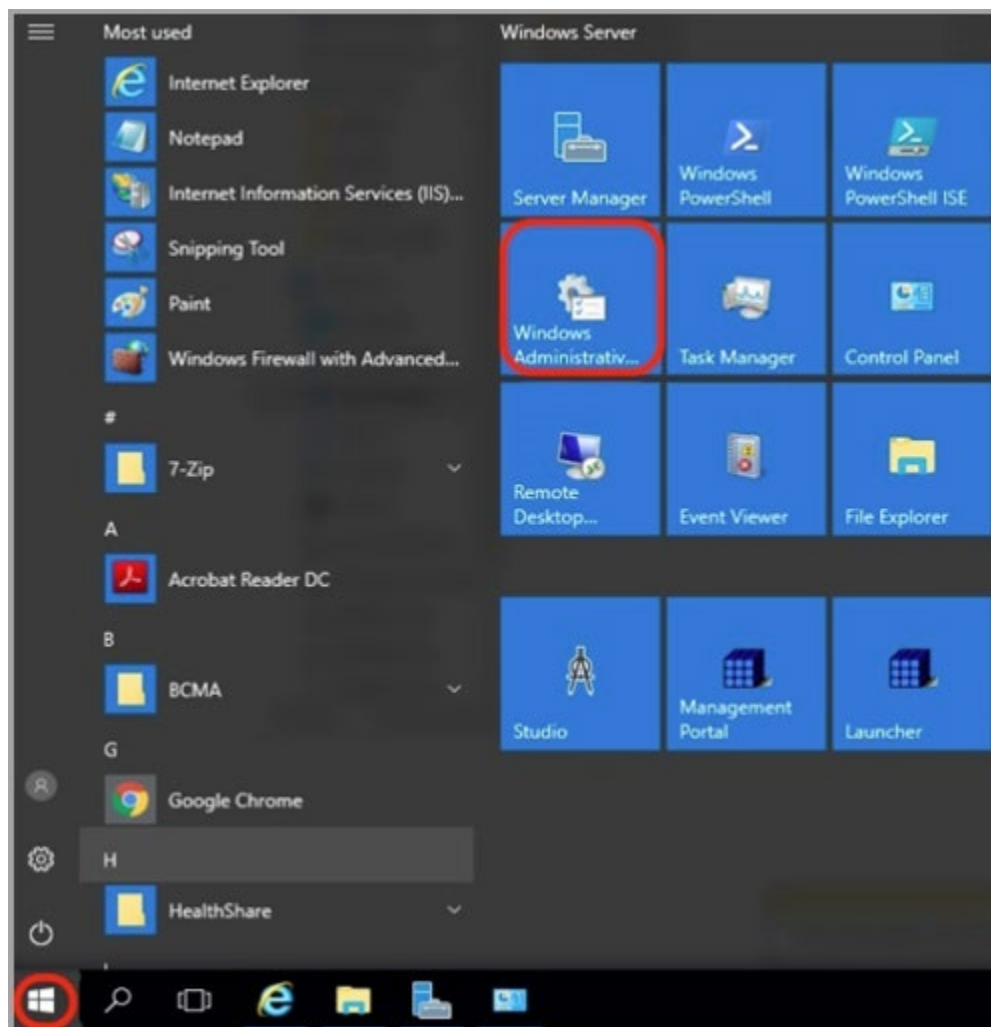 Most used
Internet Explorer
Notepad
Internet Information Services (IIS)...
Snipping Tool
Paint
Windows Firewall with Advanced...
#
7-Zip
A
Acrobat Reader DC
B
BCMA
G
Google Chrome
H
HealthShare
Windows Server
Server Manager
Windows
PowerShell
Windows
PowerShell ISE
Windows
Administrativ...
Task Manager
Control Panel
Remote
Desktop...
Event Viewer
File Explorer
Studio
Management
Portal
Launcher